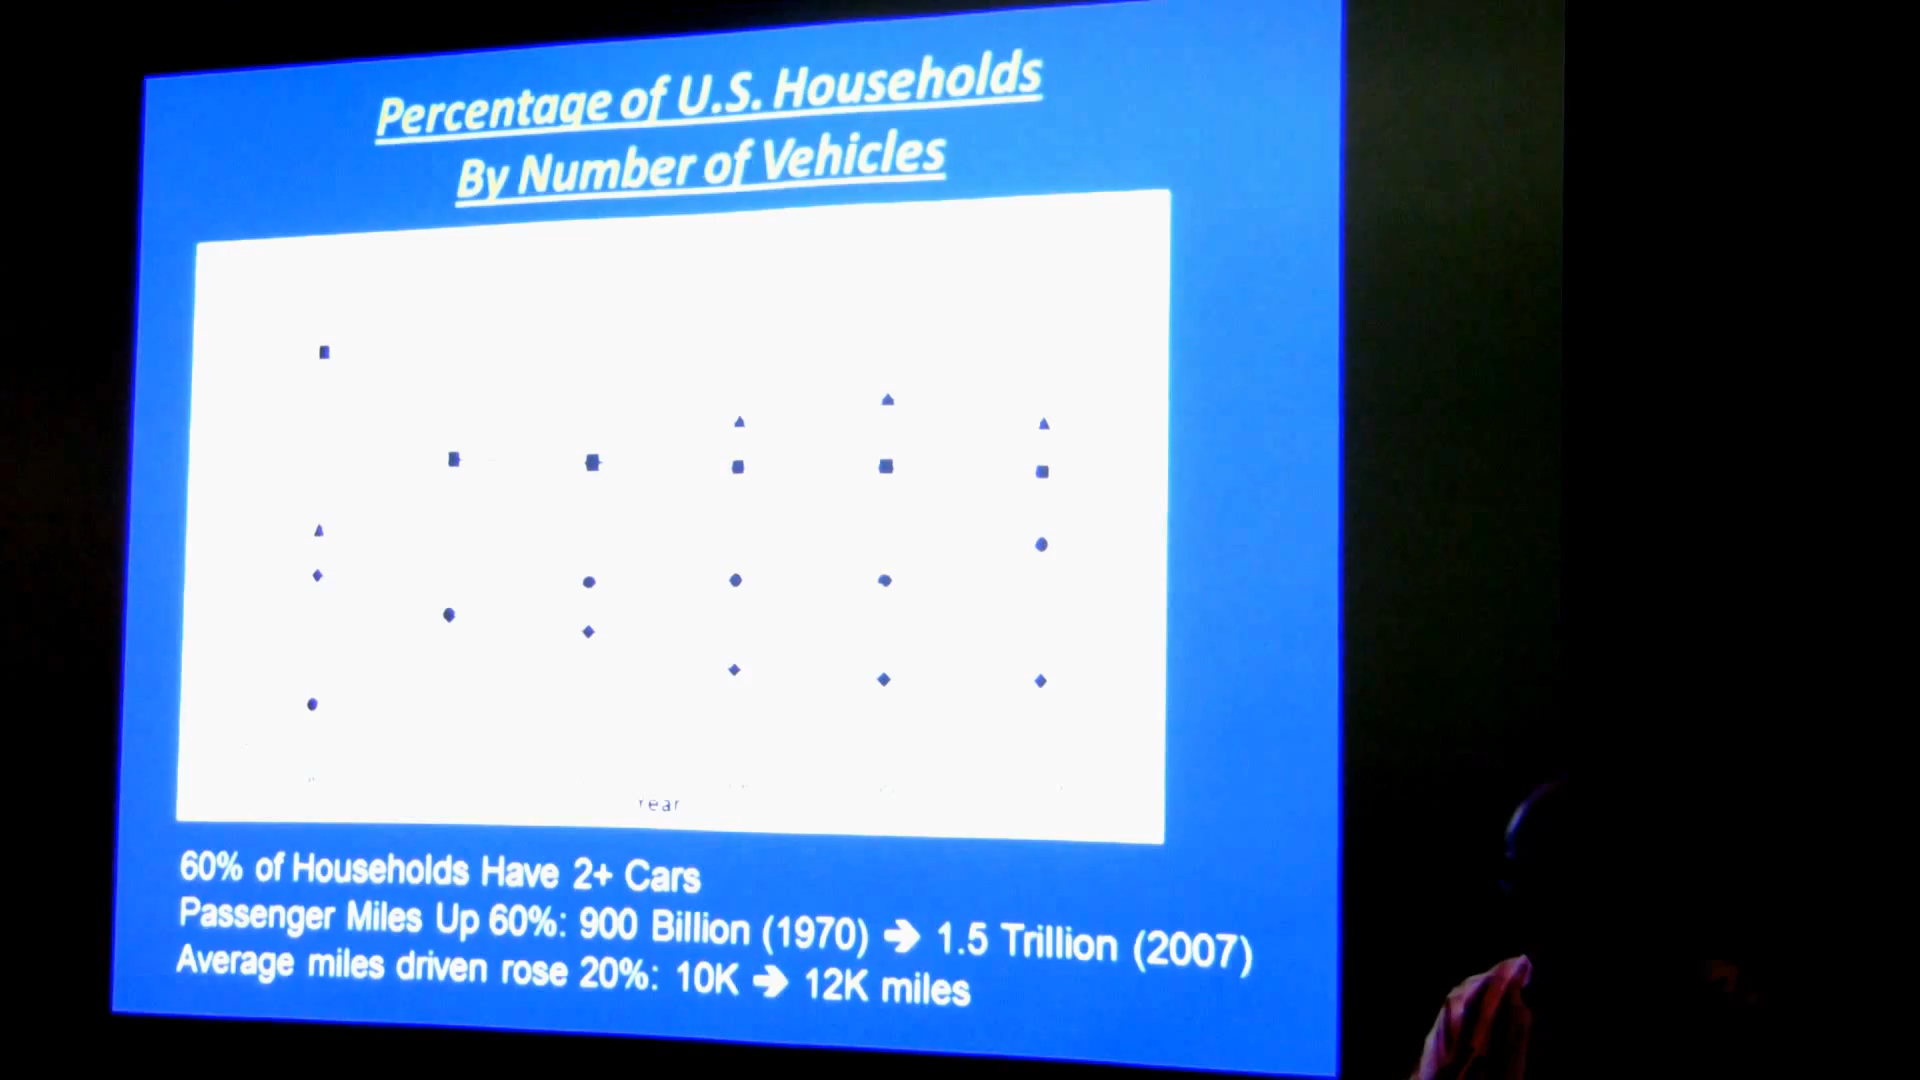 Percentage of U.S. Households
By Number of Vehicles
Year
60% of Households Have 2+ Cars
Passenger Miles Up 60%: 900 Billion (1970) ➔ 1.5 Trillion (2007)
Average miles driven rose 20%: 10K ➔ 12K miles